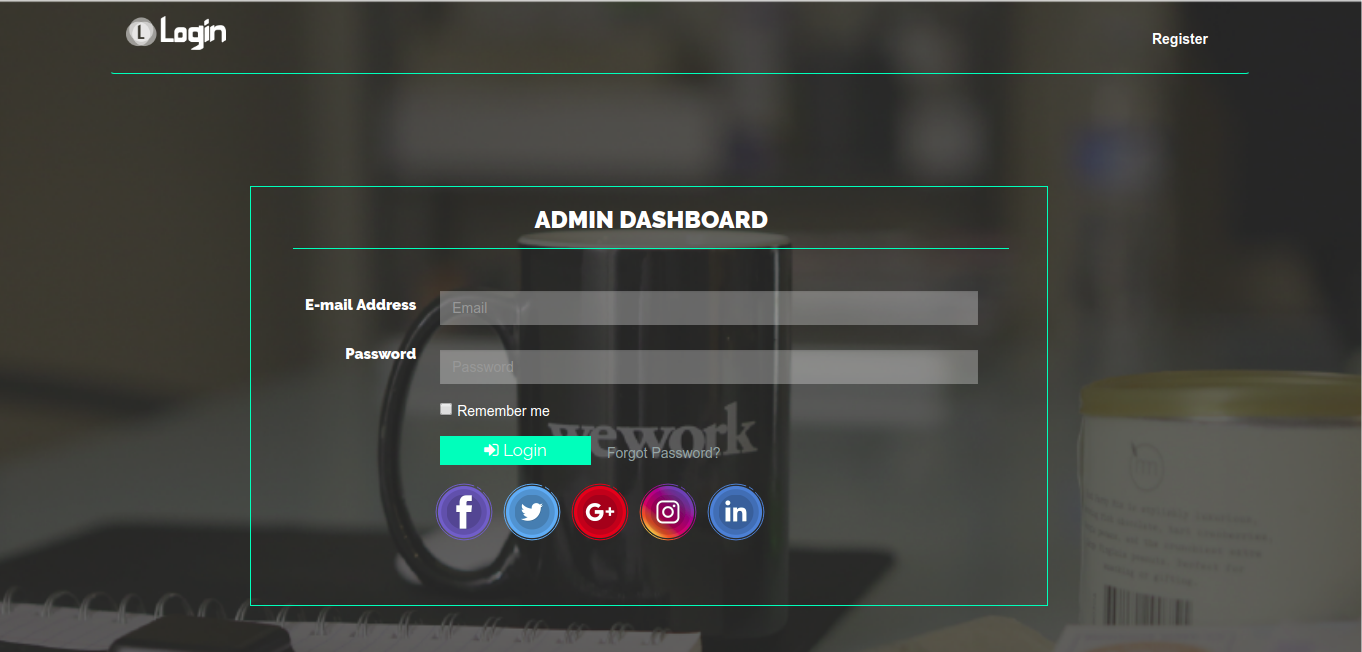 L Login
Register
ADMIN DASHBOARD
E-mail Address
Email
Password
Password
Remember me
wework
Login
Forgot Password?
f
G+
in